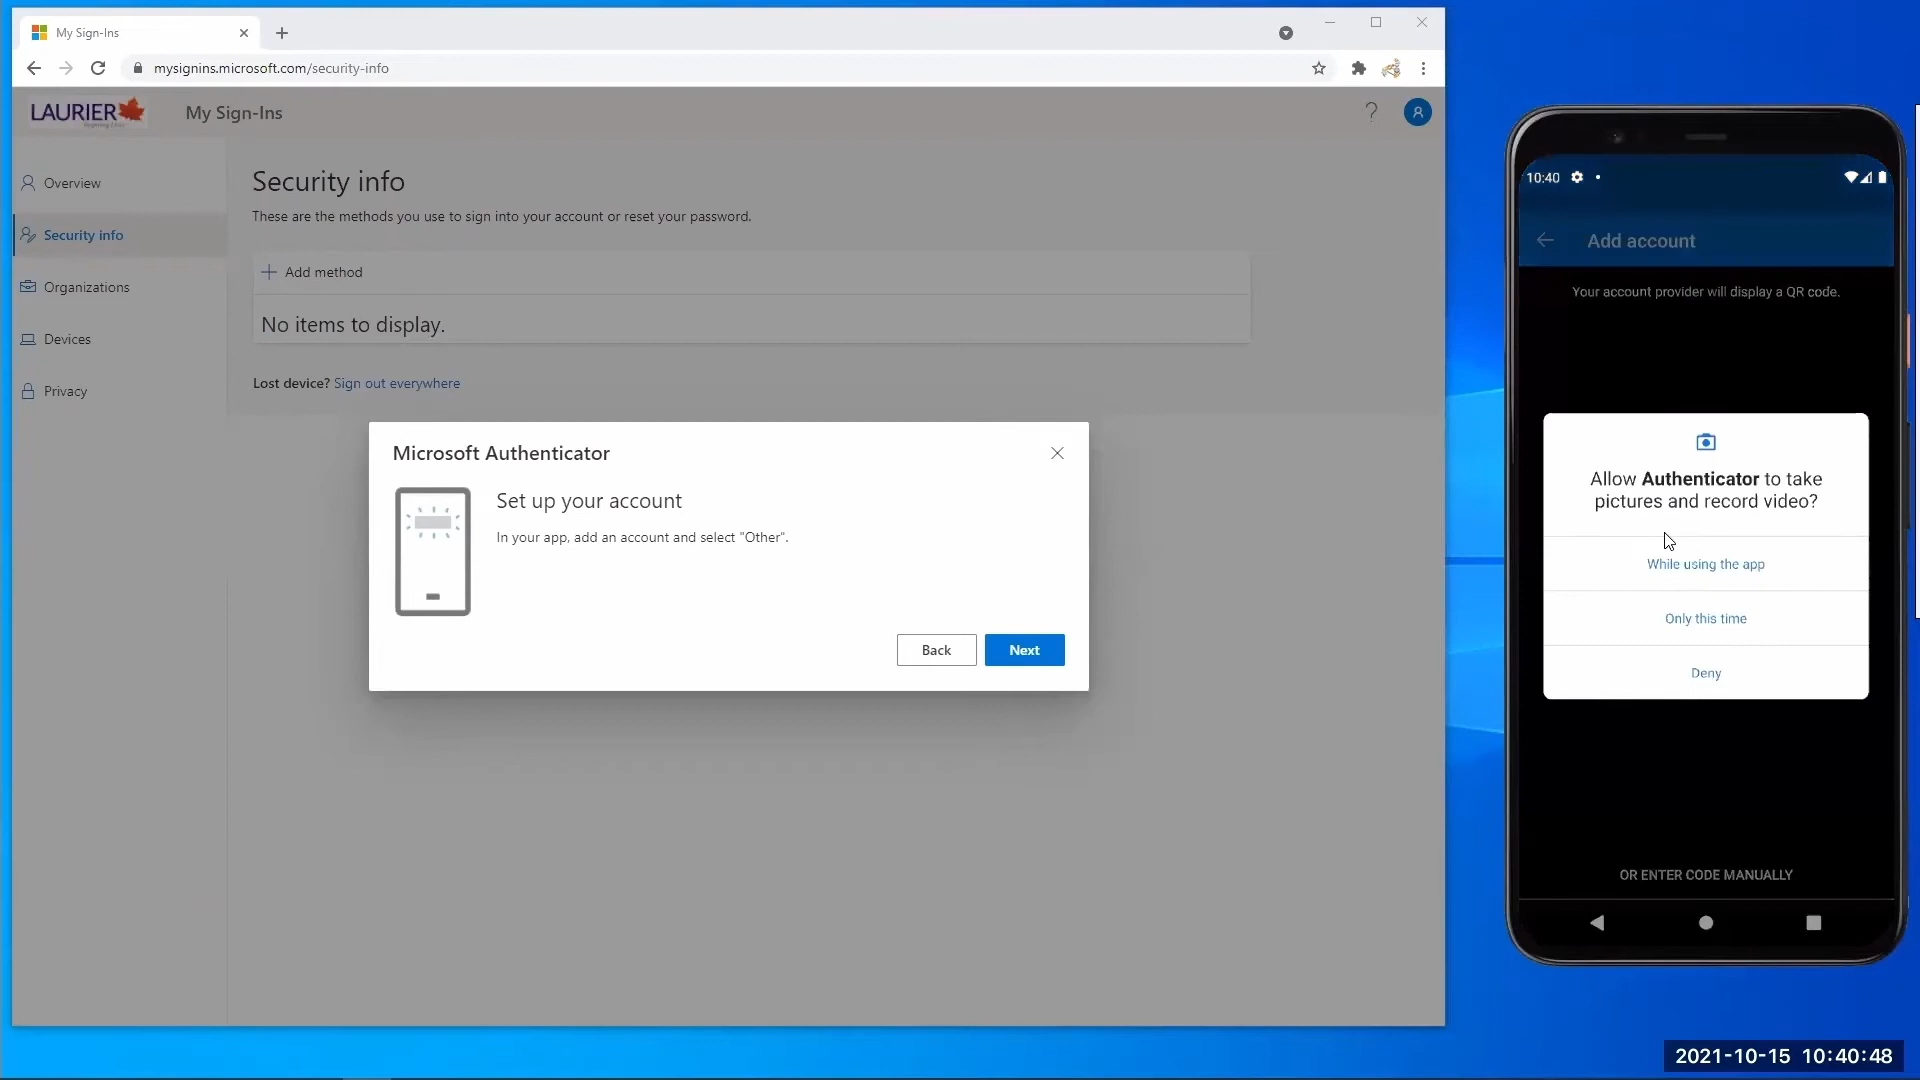 My Sign-Ins
mysignins.microsoft.com/security-info
LAURIER
My Sign-Ins
Overview
Security info
Organizations
Devices
Privacy
Security info
These are the methods you use to sign into your account or reset your password.
Add method
No items to display.
Lost device? Sign out everywhere
Microsoft Authenticator
Set up your account
In your app, add an account and select "Other".
Back
Next
10:40
Add account
Your account provider will display a QR code.
Allow Authenticator to take
pictures and record video?
While using the app
Only this time
Deny
OR ENTER CODE MANUALLY
2021-10-15 10:40:48